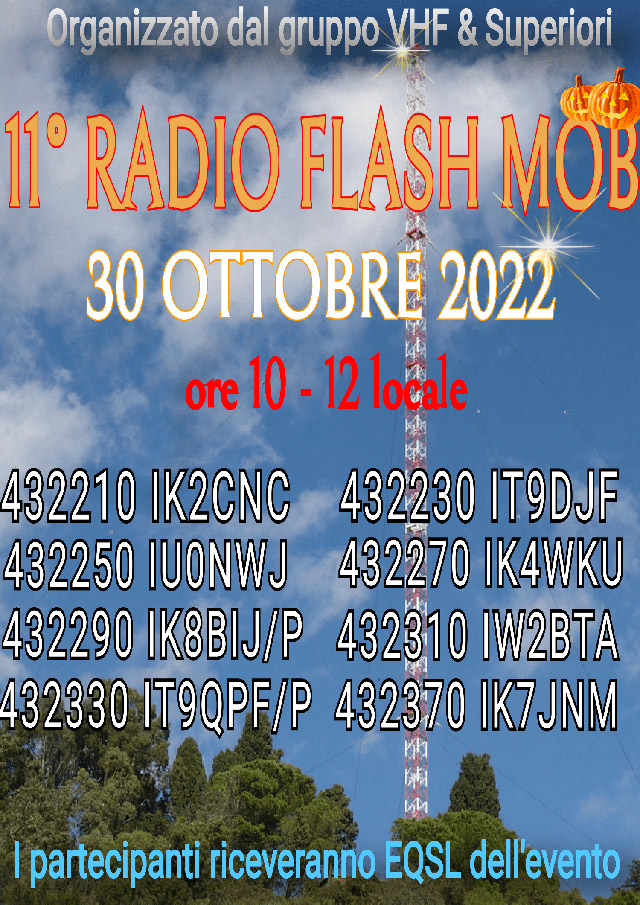 Organizzato dal gruppo VHF & Superiori
11° RADIO FLASH MOB
30 OTTOBRE 2022
ore 10 - 12 locale
432210 IK2CNC 432230 IT9DJF
432250 IU0NWJ 432270 IK4WKU
432290 IK8BIJ/P 432310 IW2BTA
432330 IT9QPF/P 432370 IK7JNM
I partecipanti riceveranno EQSL dell'evento